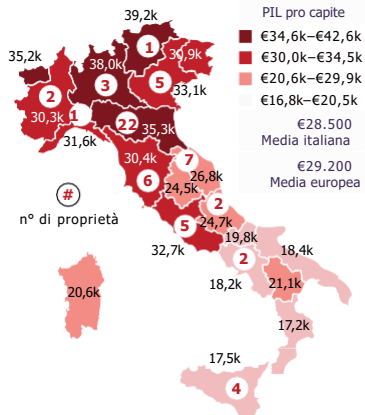 PIL pro capite
€34,6k–€42,6k
€30,0k–€34,5k
€20,6k–€29,9k
€16,8k–€20,5k
€28.500
Media italiana
€29.200
Media europea
39,2k
1
35,2k
38,0k
30,9k
3
5
2
33,1k
30,3k
1
22
35,3k
31,6k
30,4k
7
26,8k
6
24,5k
#
n° di proprietà
2
5
24,7k
32,7k
19,8k
18,4k
2
18,2k
21,1k
20,6k
17,2k
17,5k
4